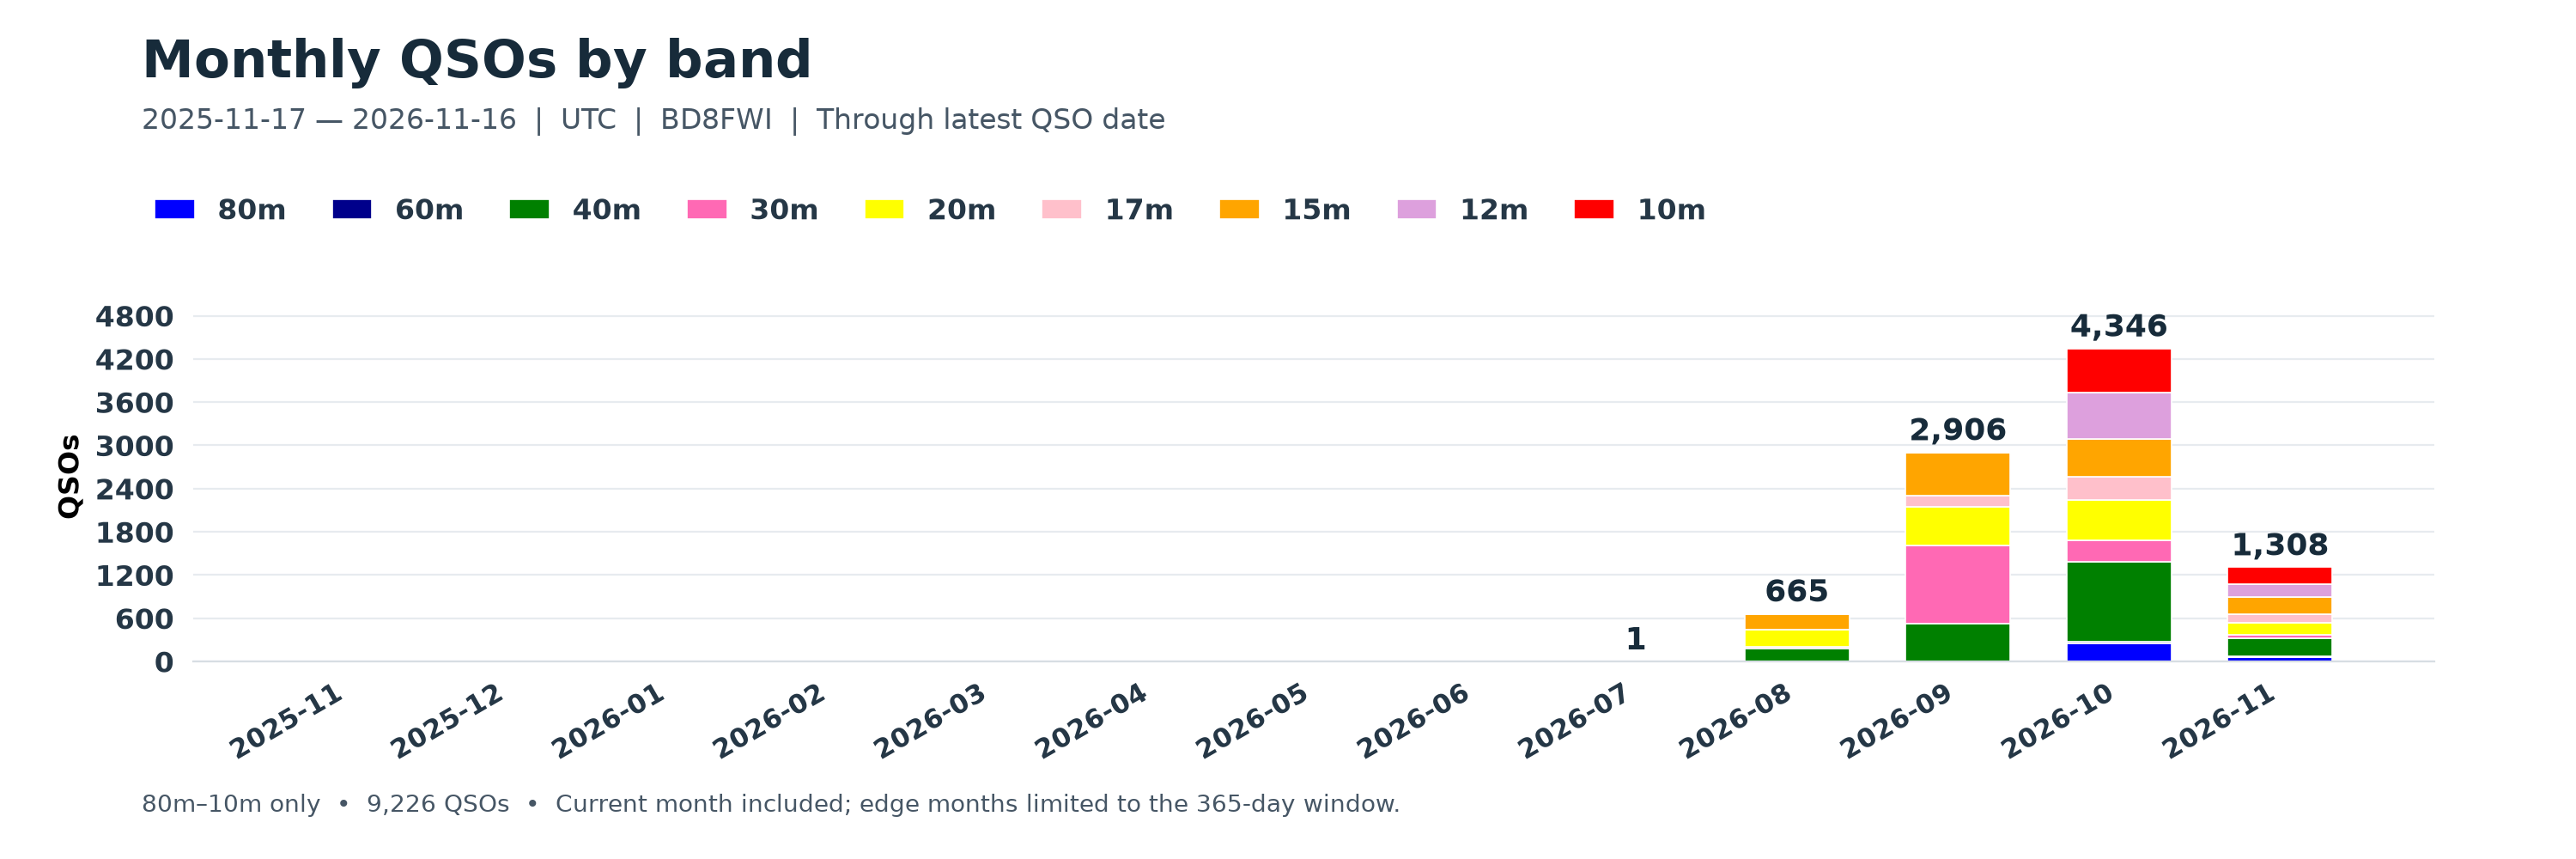 Monthly QSOs by band
2025-11-17 — 2026-11-16 | UTC | BD8FWI | Through latest QSO date
80m 60m 40m 30m 20m 17m 15m 12m 10m
QSOs
4800
4200
3600
3000
2400
1800
1200
600
0
1
665
2,906
4,346
1,308
2025-11 2025-12 2026-01 2026-02 2026-03 2026-04 2026-05 2026-06 2026-07 2026-08 2026-09 2026-10 2026-11
80m–10m only • 9,226 QSOs • Current month included; edge months limited to the 365-day window.